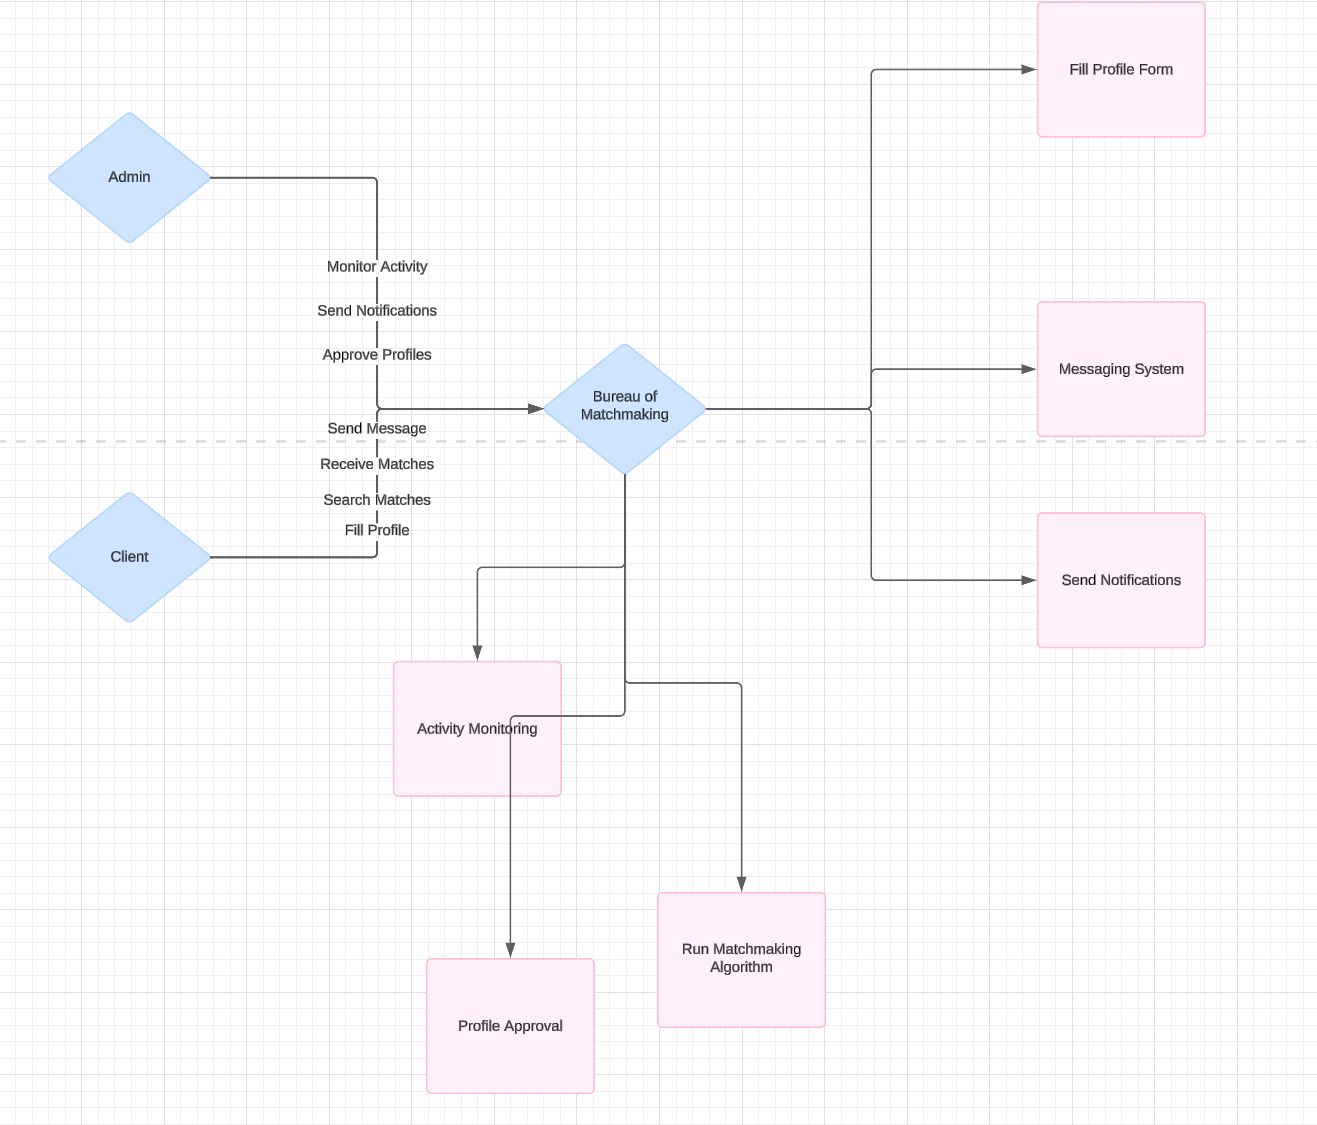 Fill Profile Form
Admin
Monitor Activity
Send Notifications
Approve Profiles
Messaging System
Bureau of
Matchmaking
Send Message
Receive Matches
Search Matches
Fill Profile
Client
Send Notifications
Activity Monitoring
Run Matchmaking
Algorithm
Profile Approval